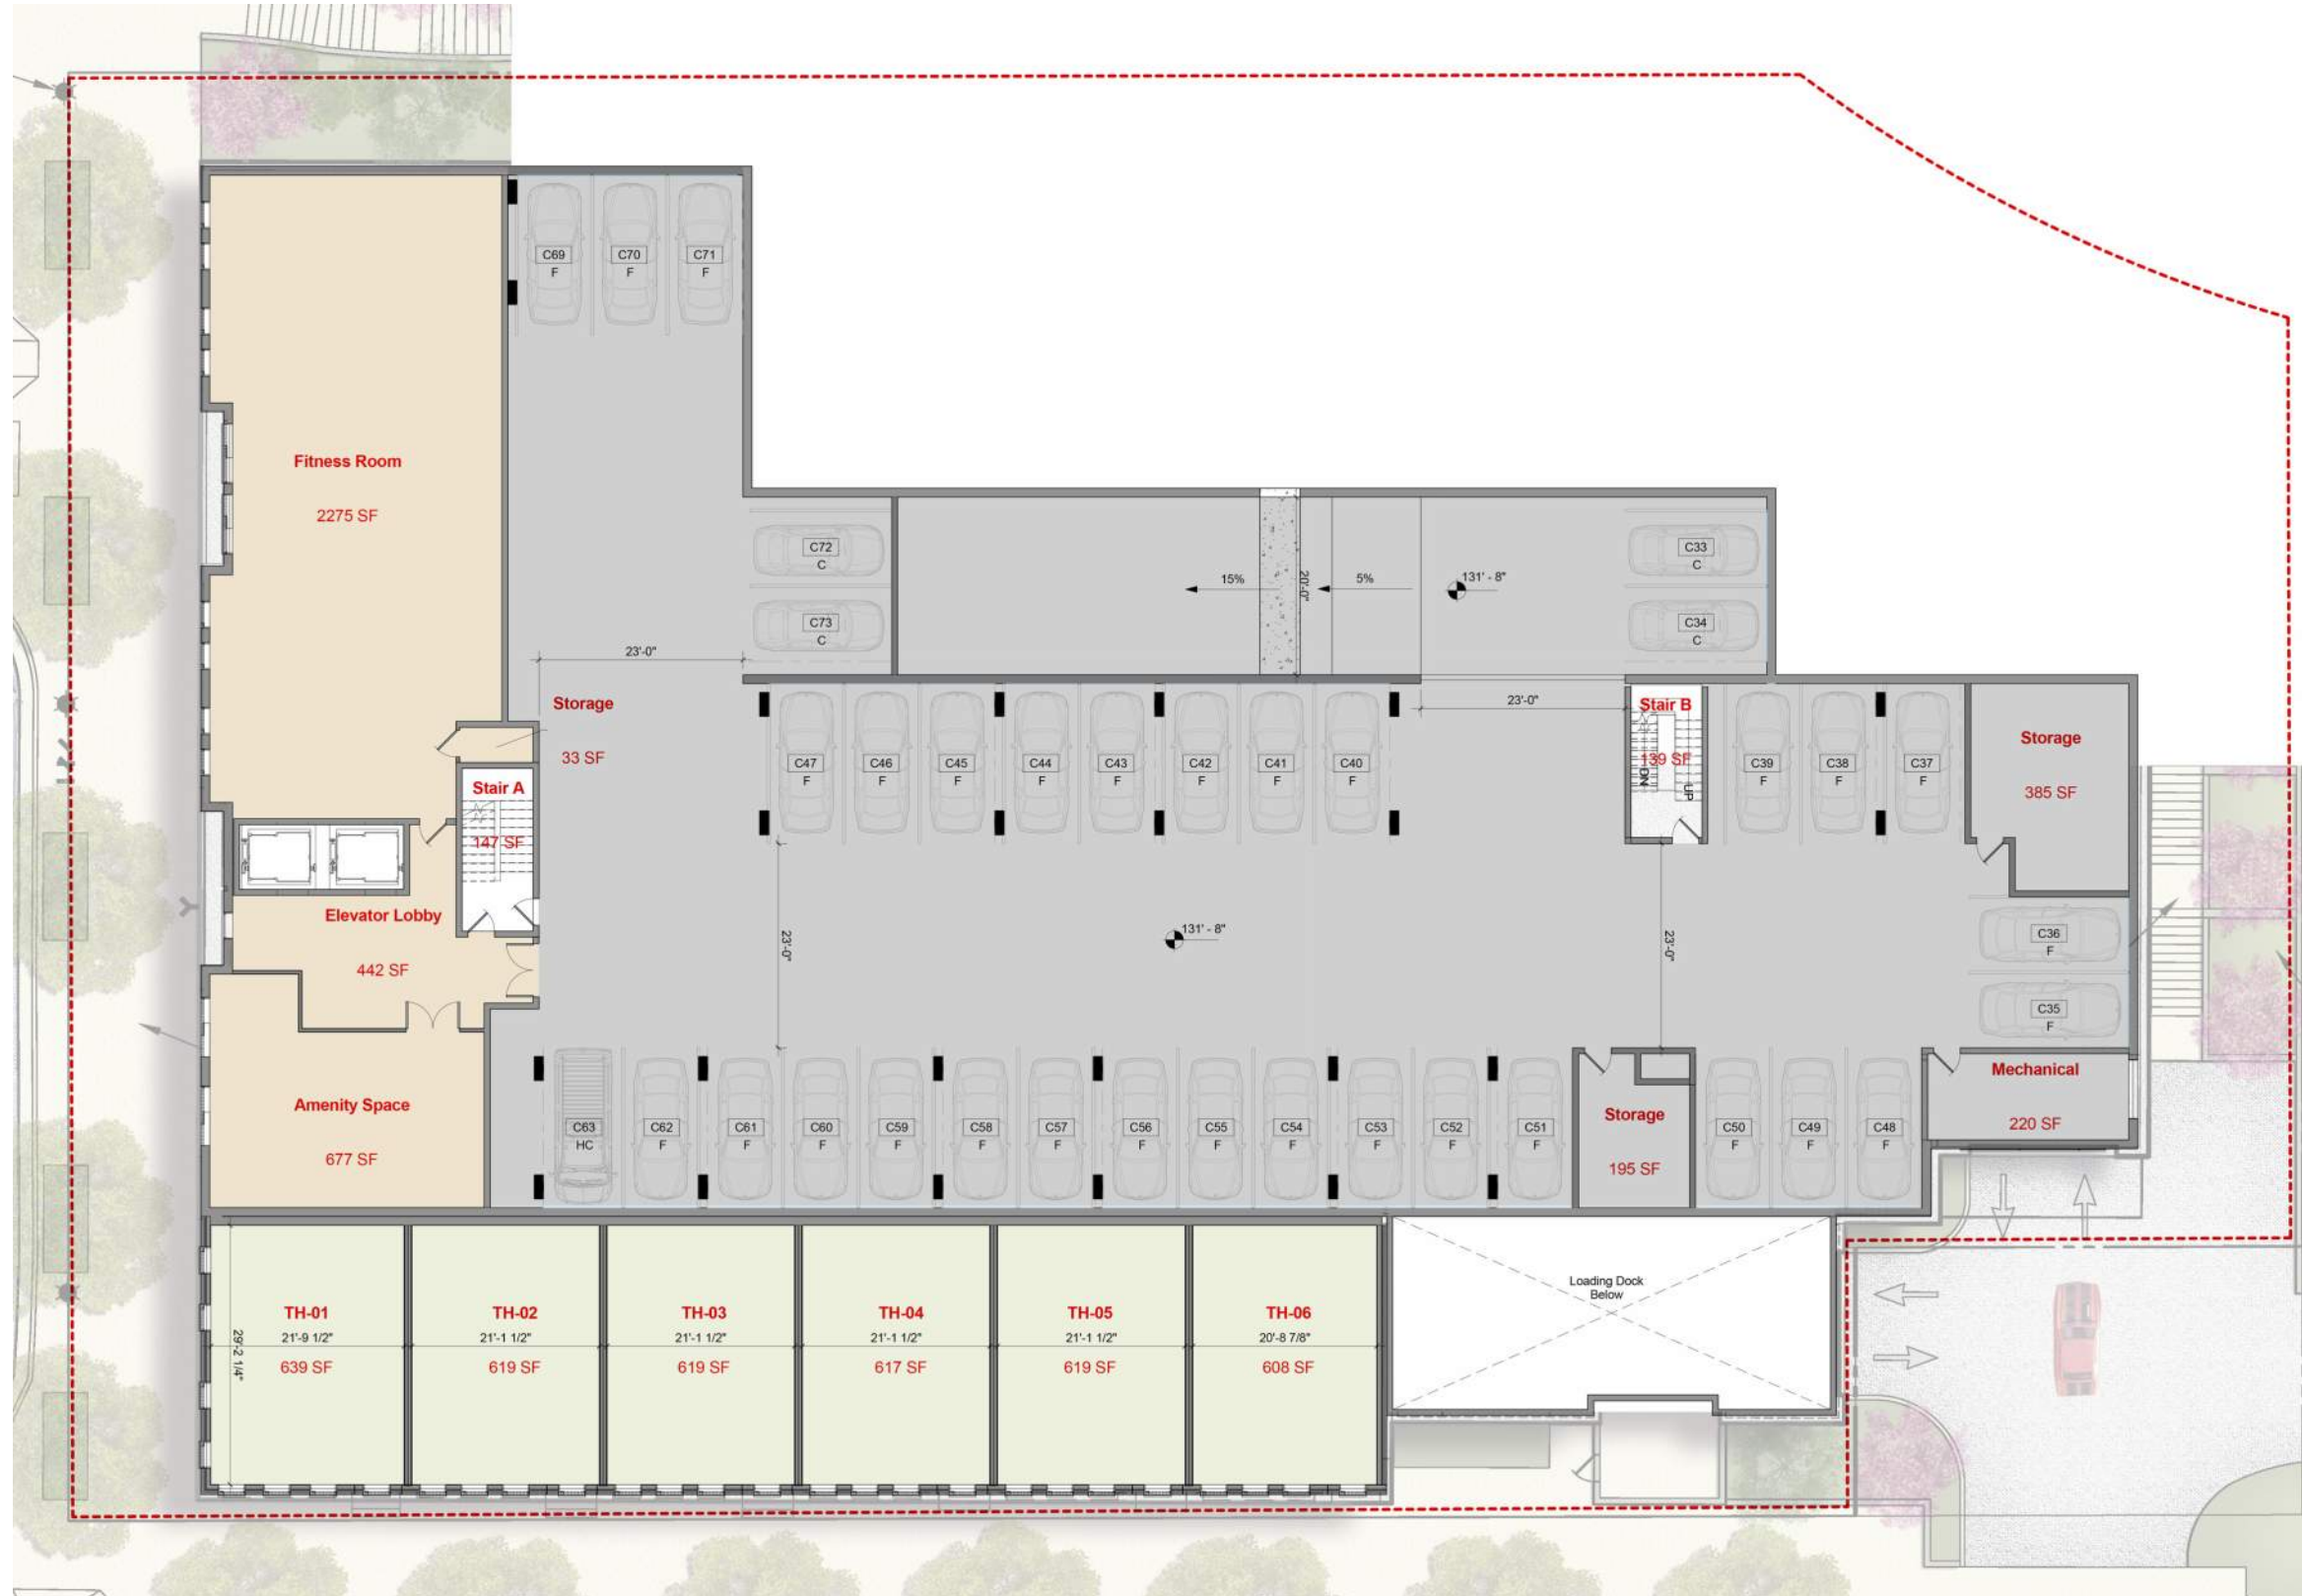 C69
F
C70
F
C71
F
Fitness Room
2275 SF
C72
C
C73
C
15%
20'-0"
5%
131' - 8"
C33
C
C34
C
23'-0"
Storage
33 SF
Stair A
147 SF
C47
F
C46
F
C45
F
C44
F
C43
F
C42
F
C41
F
C40
F
23'-0"
Stair B
139 SF
DN
UP
C39
F
C38
F
C37
F
Storage
385 SF
Elevator Lobby
442 SF
23'-0"
131' - 8"
23'-0"
C36
F
C35
F
Amenity Space
677 SF
C63
HC
C62
F
C61
F
C60
F
C59
F
C58
F
C57
F
C56
F
C55
F
C54
F
C53
F
C52
F
C51
F
Storage
195 SF
C50
F
C49
F
C48
F
Mechanical
220 SF
29'-2 1/4"
TH-01
21'-9 1/2"
639 SF
TH-02
21'-1 1/2"
619 SF
TH-03
21'-1 1/2"
619 SF
TH-04
21'-1 1/2"
617 SF
TH-05
21'-1 1/2"
619 SF
TH-06
20'-8 7/8"
608 SF
Loading Dock
Below